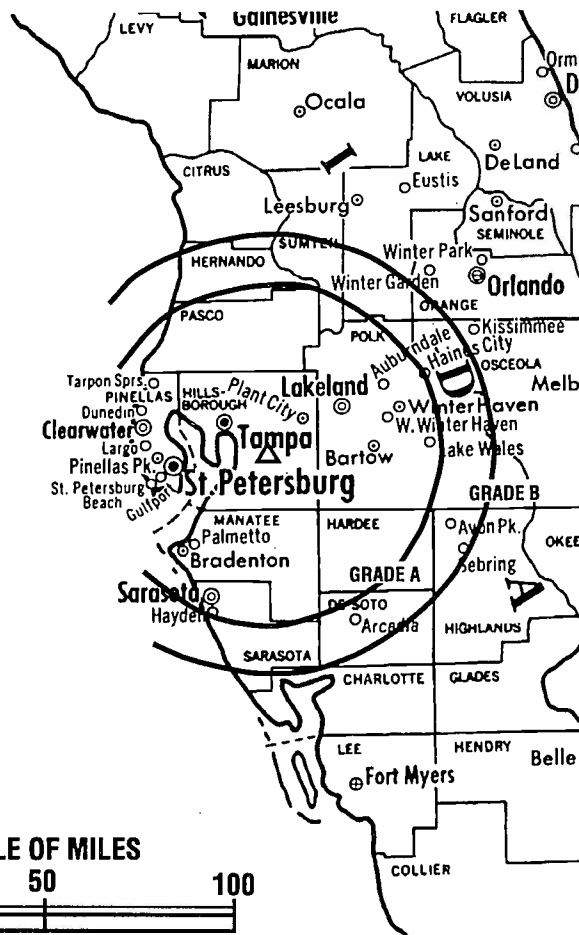 Gainesville
LEVY
FLAGLER
MARION
Orm
D
VOLUSIA
Ocala
I
LAKE
DeLand
CITRUS
Eustis
Leesburg
Sanford
SEMINOLE
SUMTER
Winter Park
HERNANDO
Winter Garden
Orlando
ORANGE
PASCO
Kissimmee
POLK
Auburndale
Haines City
OSCEOLA
Tarpon Sprs.
D
Melb
PINELLAS
HILLS-
BOROUGH
Plant City
Lakeland
Dunedin
Winter Haven
Clearwater
Tampa
W. Winter Haven
Largo
Bartow
Lake Wales
Pinellas Pk.
St. Petersburg
St. Petersburg
Beach
Gulfport
GRADE B
MANATEE
HARDEE
Avon Pk.
Palmetto
OKEE
Bradenton
Sebring
GRADE A
Sarasota
A
DE SOTO
Hayden
Arcadia
HIGHLANDS
SARASOTA
CHARLOTTE
GLADES
LEE
HENDRY
Belle
Fort Myers
LE OF MILES
50
100
COLLIER